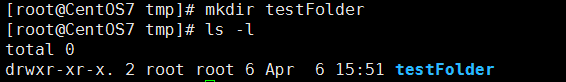 [root@CentOS7 tmp]# mkdir testFolder
[root@CentOS7 tmp]# ls -l
total 0
drwxr-xr-x. 2 root root 6 Apr  6 15:51 testFolder